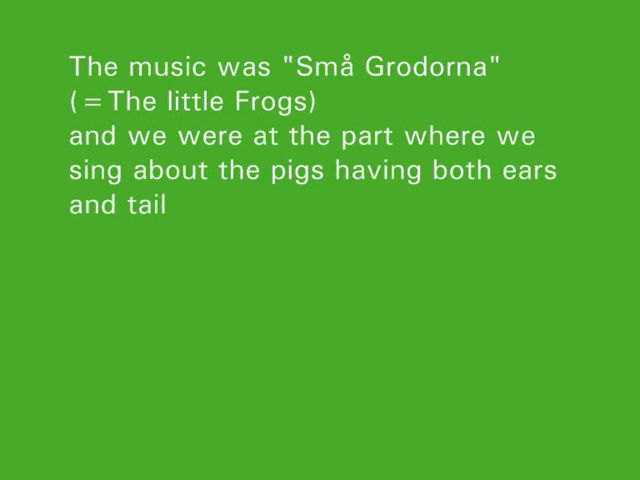 The music was "Små Grodorna"
(=The little Frogs)
and we were at the part where we
sing about the pigs having both ears
and tail